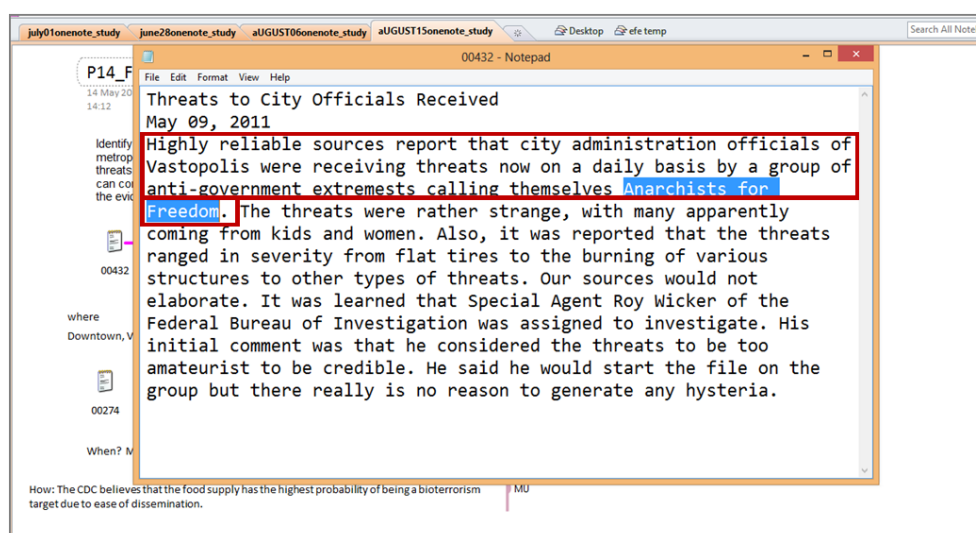 july01onenote_study june28onenote_study aUGUST06onenote_study aUGUST15onenote_study Desktop efe temp Search All Note
P14_F
14 May 20
14:12
Identify
metrop
threats
can co
the evid
00432
where
Downtown, V
00274
When? M
How: The CDC believes that the food supply has the highest probability of being a bioterrorism
target due to ease of dissemination.
MU
00432 - Notepad
File Edit Format View Help
Threats to City Officials Received
May 09, 2011
Highly reliable sources report that city administration officials of
Vastopolis were receiving threats now on a daily basis by a group of
anti-government extremests calling themselves Anarchists for
Freedom. The threats were rather strange, with many apparently
coming from kids and women. Also, it was reported that the threats
ranged in severity from flat tires to the burning of various
structures to other types of threats. Our sources would not
elaborate. It was learned that Special Agent Roy Wicker of the
Federal Bureau of Investigation was assigned to investigate. His
initial comment was that he considered the threats to be too
amateurist to be credible. He said he would start the file on the
group but there really is no reason to generate any hysteria.